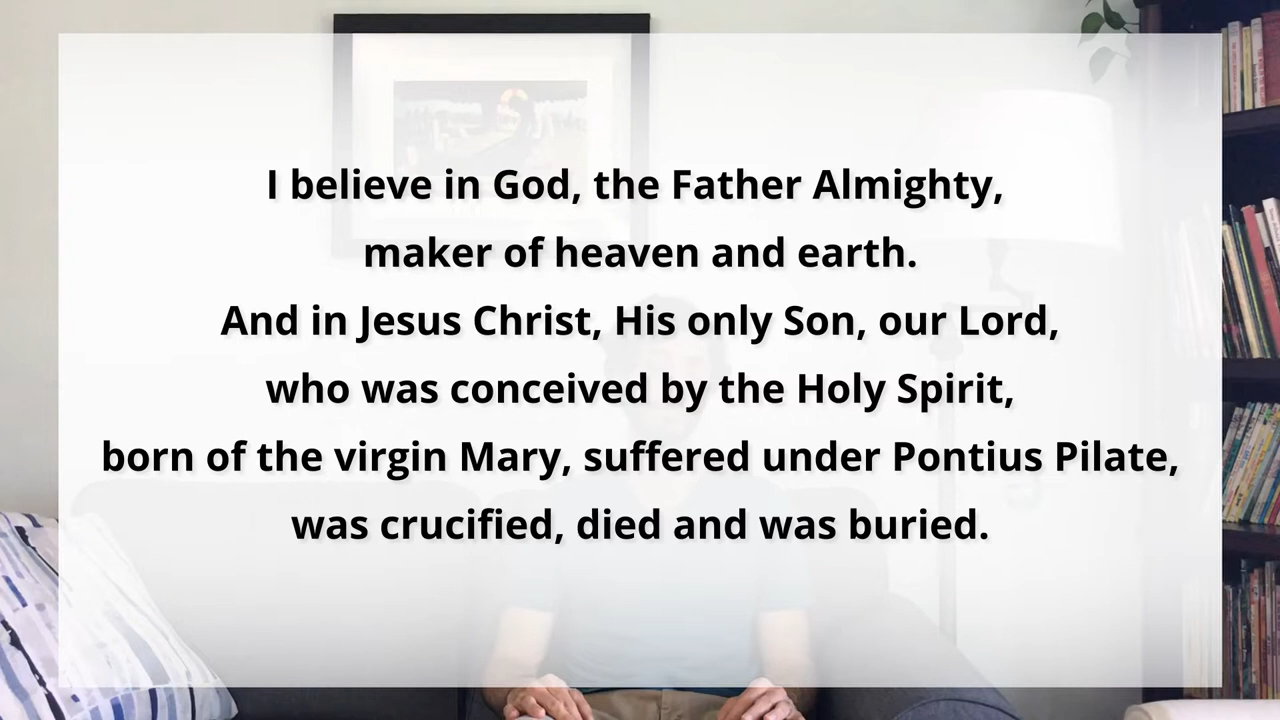 I believe in God, the Father Almighty,
maker of heaven and earth.
And in Jesus Christ, His only Son, our Lord,
who was conceived by the Holy Spirit,
born of the virgin Mary, suffered under Pontius Pilate,
was crucified, died and was buried.